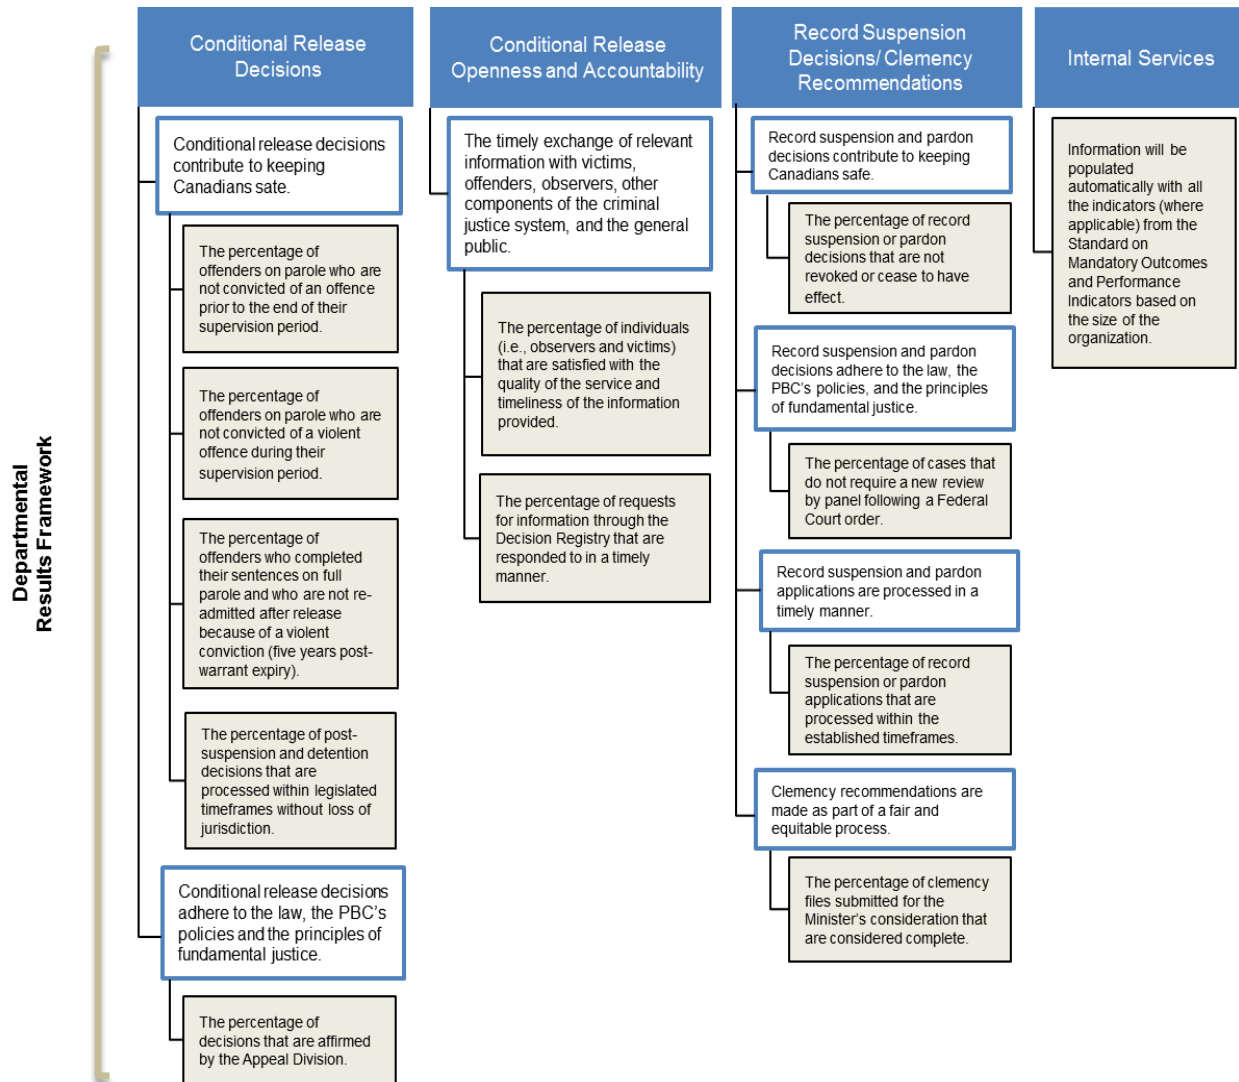 Departmental
Results Framework
Conditional Release
Decisions
Conditional release decisions
contribute to keeping
Canadians safe.
The percentage of
offenders on parole who are
not convicted of an offence
prior to the end of their
supervision period.
The percentage of
offenders on parole who are
not convicted of a violent
offence during their
supervision period.
The percentage of
offenders who completed
their sentences on full
parole and who are not re-
admitted after release
because of a violent
conviction (five years post-
warrant expiry).
The percentage of post-
suspension and detention
decisions that are
processed within legislated
timeframes without loss of
jurisdiction.
Conditional release decisions
adhere to the law, the PBC's
policies and the principles of
fundamental justice.
The percentage of
decisions that are affirmed
by the Appeal Division.
Conditional Release
Openness and Accountability
The timely exchange of relevant
information with victims,
offenders, observers, other
components of the criminal
justice system, and the general
public.
The percentage of individuals
(i.e., observers and victims)
that are satisfied with the
quality of the service and
timeliness of the information
provided.
The percentage of requests
for information through the
Decision Registry that are
responded to in a timely
manner.
Record Suspension
Decisions/ Clemency
Recommendations
Record suspension and pardon
decisions contribute to keeping
Canadians safe.
The percentage of record
suspension or pardon
decisions that are not
revoked or cease to have
effect.
Record suspension and pardon
decisions adhere to the law, the
PBC's policies, and the principles
of fundamental justice.
The percentage of cases that
do not require a new review
by panel following a Federal
Court order.
Record suspension and pardon
applications are processed in a
timely manner.
The percentage of record
suspension or pardon
applications that are
processed within the
established timeframes.
Clemency recommendations are
made as part of a fair and
equitable process.
The percentage of clemency
files submitted for the
Minister's consideration that
are considered complete.
Internal Services
Information will be
populated
automatically with all
the indicators (where
applicable) from the
Standard on
Mandatory Outcomes
and Performance
Indicators based on
the size of the
organization.